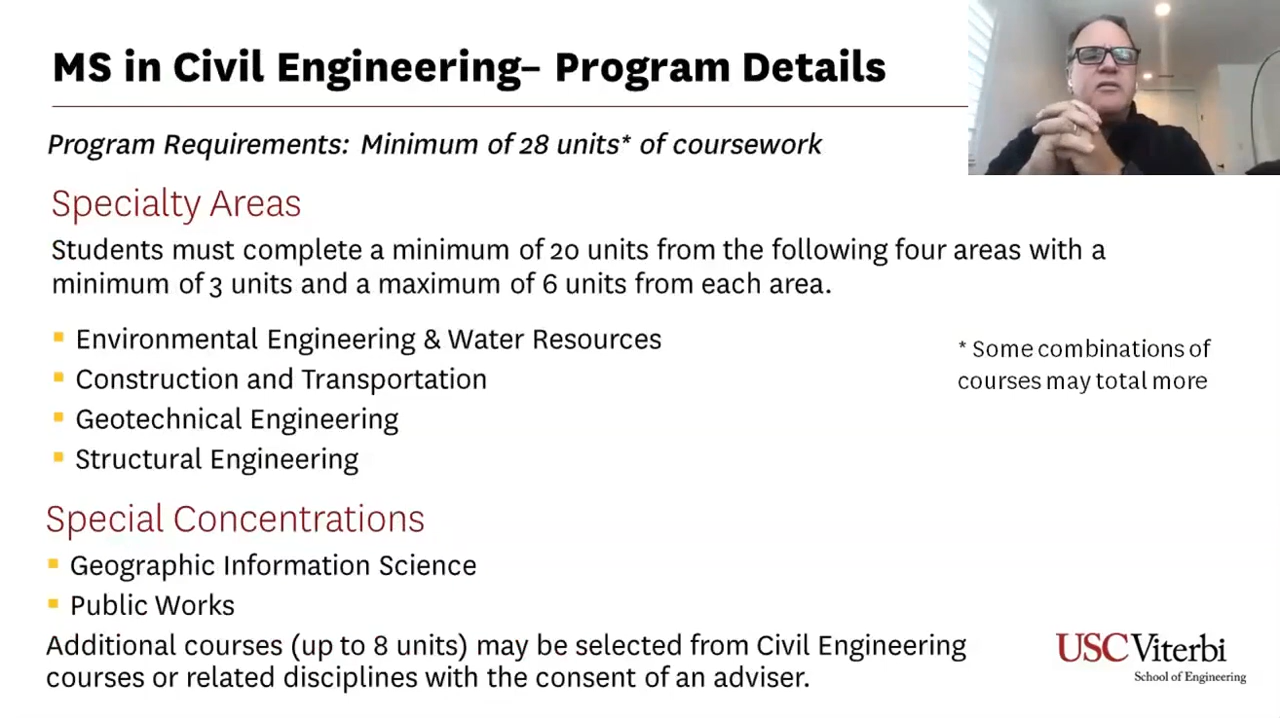 MS in Civil Engineering– Program Details
Program Requirements: Minimum of 28 units* of coursework
Specialty Areas
Students must complete a minimum of 20 units from the following four areas with a
minimum of 3 units and a maximum of 6 units from each area.
Environmental Engineering & Water Resources
Construction and Transportation
Geotechnical Engineering
Structural Engineering
* Some combinations of
courses may total more
Special Concentrations
Geographic Information Science
Public Works
Additional courses (up to 8 units) may be selected from Civil Engineering
courses or related disciplines with the consent of an adviser.
USC Viterbi
School of Engineering